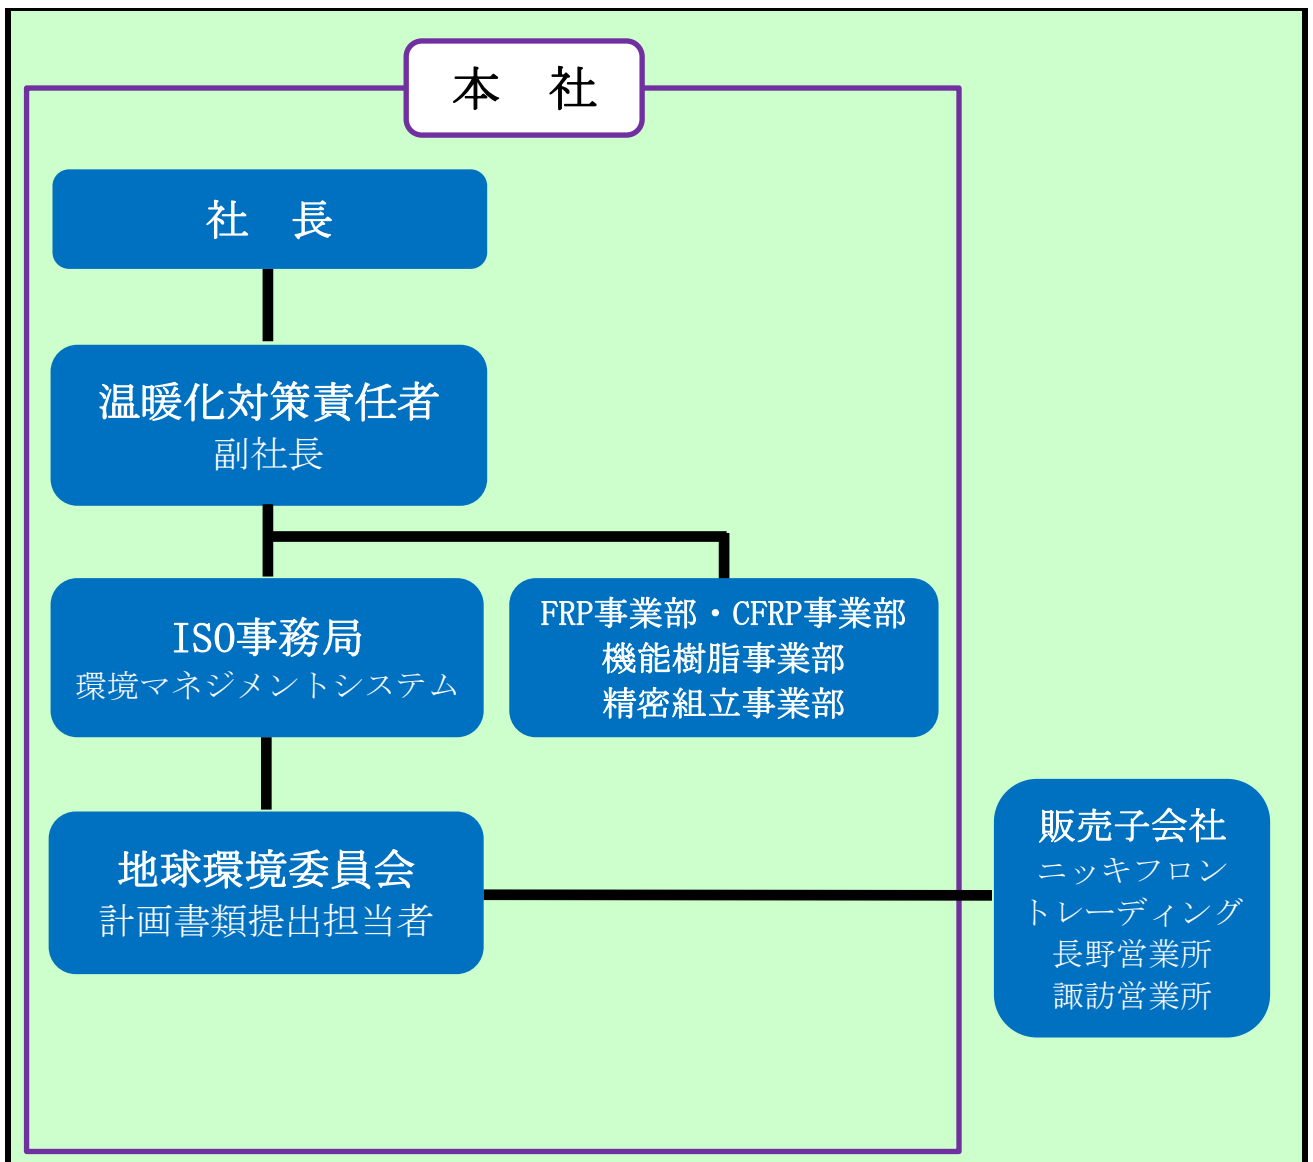 本　社
社　長
温暖化対策責任者
副社長
ISO事務局
環境マネジメントシステム
FRP事業部・CFRP事業部
機能樹脂事業部
精密組立事業部
地球環境委員会
計画書類提出担当者
販売子会社
ニッキフロン
トレーディング
長野営業所
諏訪営業所